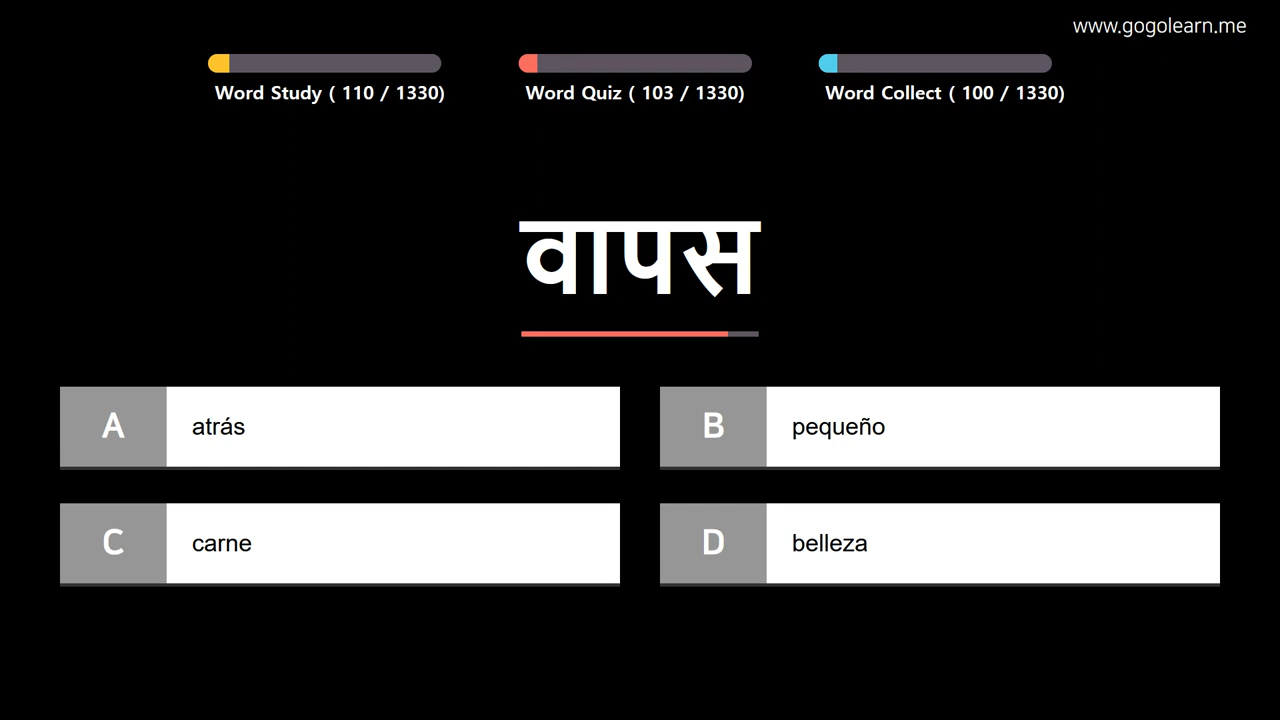 www.gogolearn.me
Word Study ( 110 / 1330)
Word Quiz ( 103 / 1330)
Word Collect ( 100 / 1330)
वापस
A
atrás
B
pequeño
C
carne
D
belleza